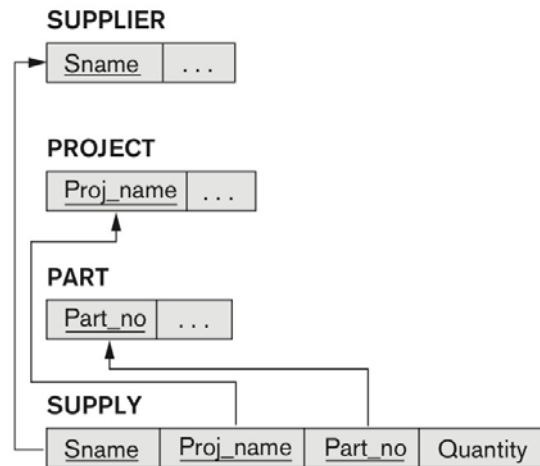 SUPPLIER
Sname ...
PROJECT
Proj_name ...
PART
Part_no ...
SUPPLY
Sname Proj_name Part_no Quantity